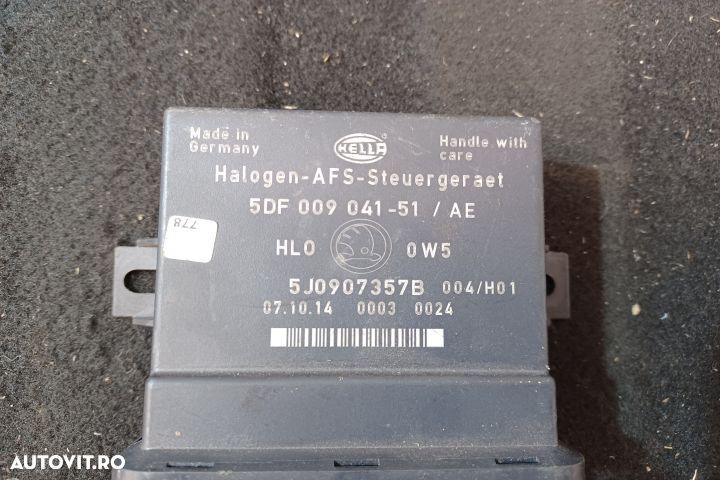 Made in
Germany
HELLA
Handle with
care
Halogen-AFS-Steuergeraet
5DF 009 041-51 / AE
778
HL0
0W5
5J0907357B 004/H01
07.10.14 0003 0024
AUTOVIT.RO